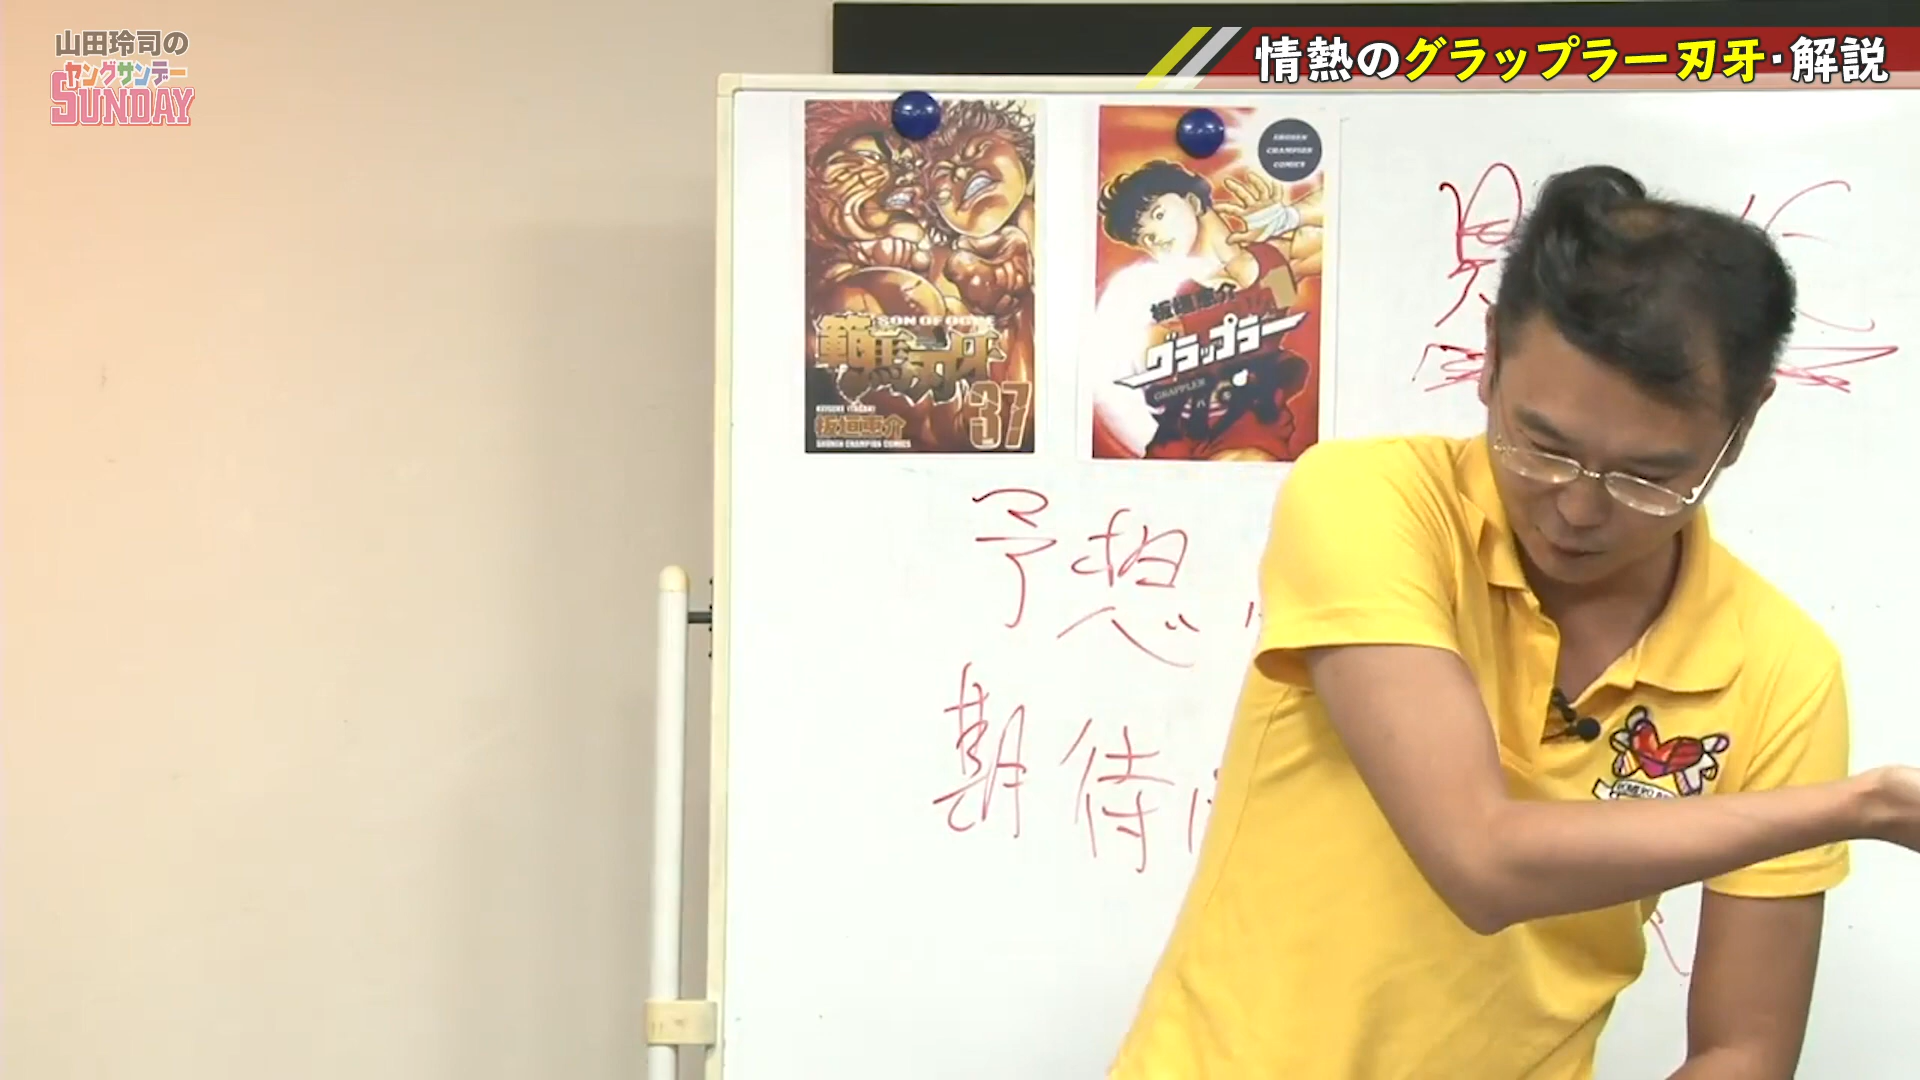 山田玲司の
ヤングサンデー
SUNDAY
情熱のグラップラー刃牙・解説
SON OF OGRE
範馬刃牙
37
KEISUKE ITAGAKI
板垣恵介
SHONEN CHAMPION COMICS
SHONEN
CHAMPION
COMICS
1
板垣恵介
グラップラー
GRAPPLER
刃牙
予想
期待